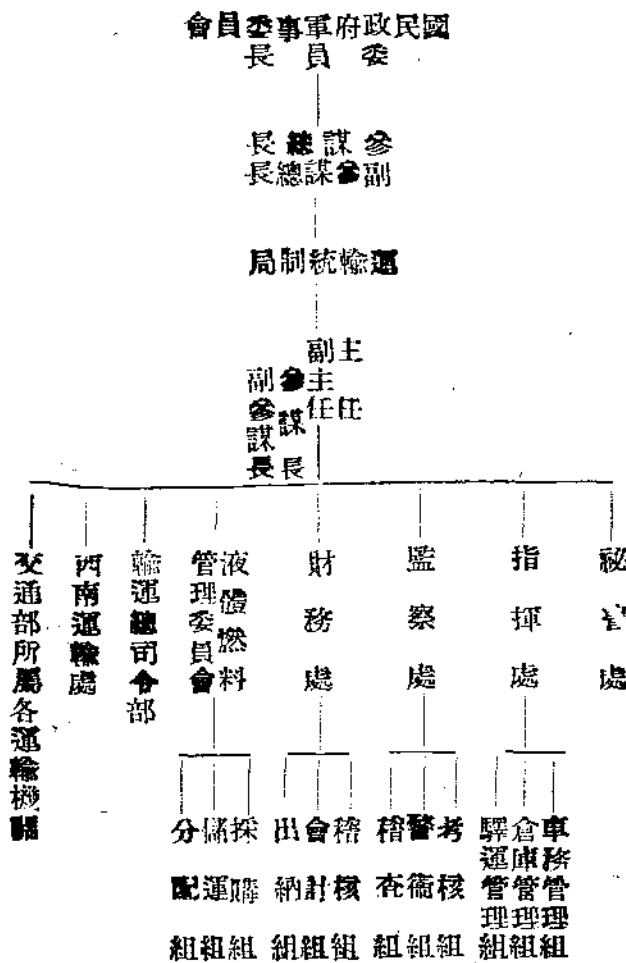 國民政府軍事委員會
委員長
參謀總長
副參謀總長
運輸統制局
主任
副主任
參謀長
副參謀長
秘書處
指揮處
監察處
財務處
液體燃料
管理委員會
輸運總司令部
西南運輸處
交通部所屬各運輸機關
車務管理組
倉庫管理組
驛運管理組
考核組
警衞組
稽查組
稽核組
會計組
出納組
採購組
儲運組
分配組